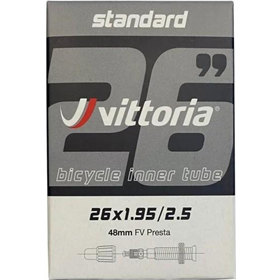 standard
26”
vittoria®
bicycle inner tube
26x1.95/2.5
48mm FV Presta